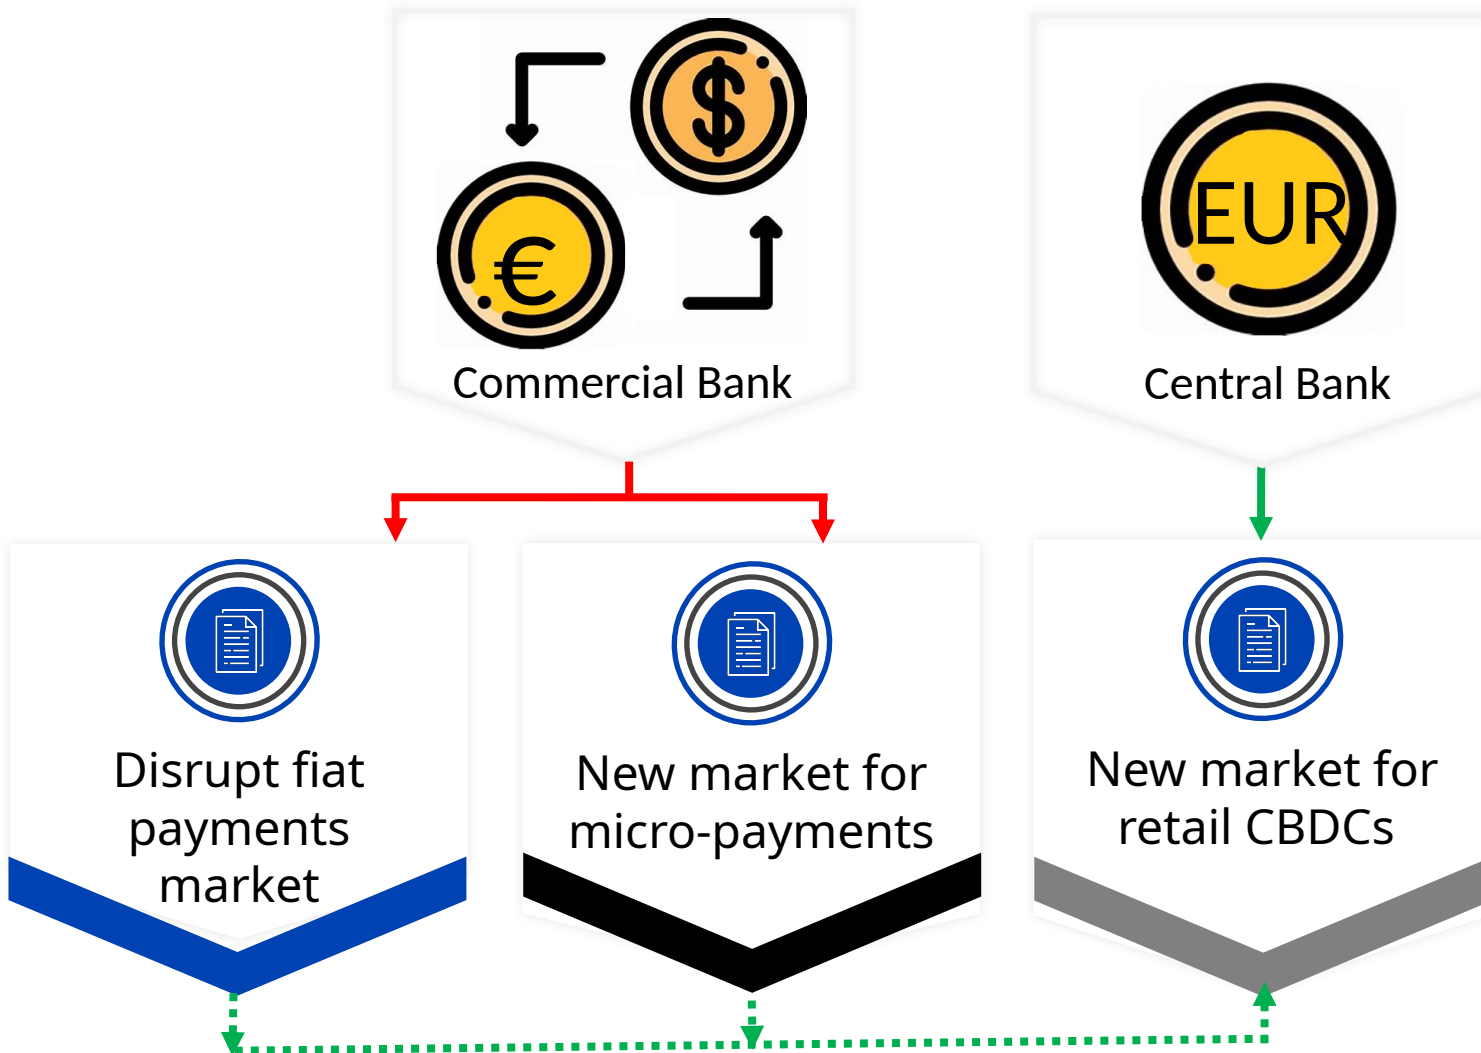 $
€
EUR
Commercial Bank
Central Bank
Disrupt fiat
payments
market
New market for
micro-payments
New market for
retail CBDCs